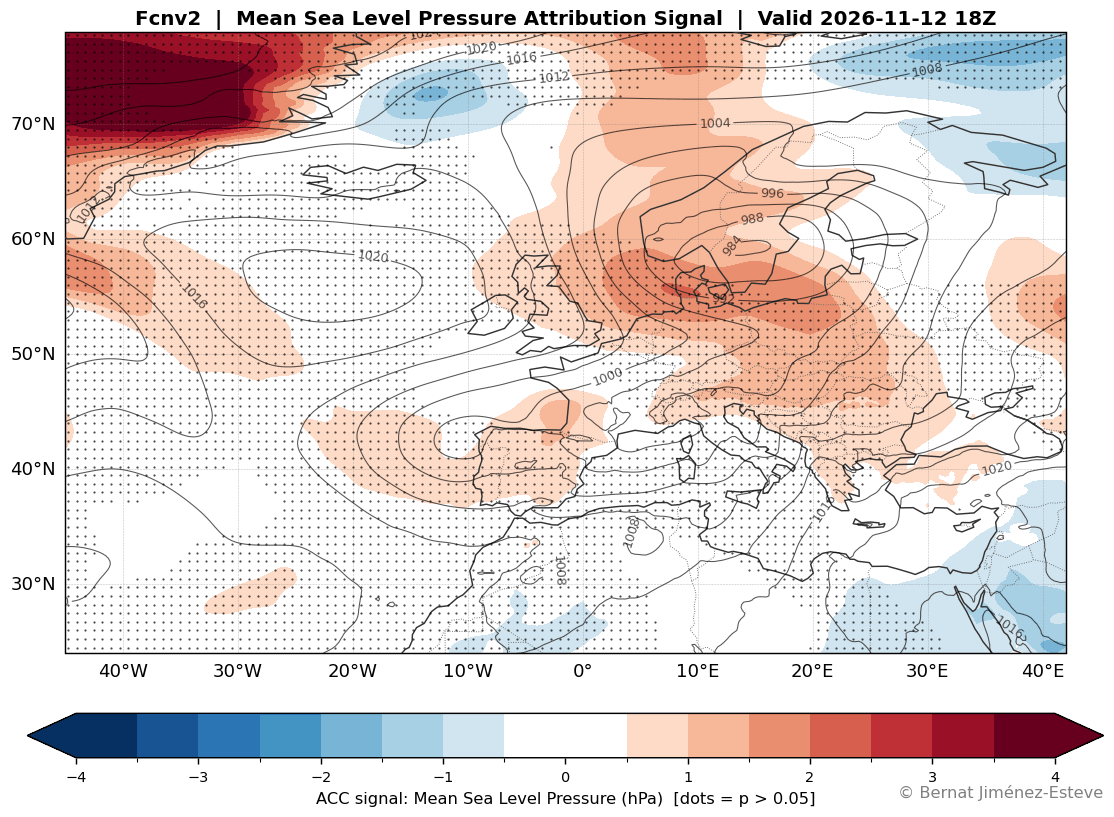 Fcnv2 | Mean Sea Level Pressure Attribution Signal | Valid 2026-11-12 18Z
1020
1016
1012
1008
1004
996
988
984
1012
1020
1016
1000
1020
1016
1008
1008
1016
70°N
60°N
50°N
40°N
30°N
40°W
30°W
20°W
10°W
0°
10°E
20°E
30°E
40°E
−4
−3
−2
−1
0
1
2
3
4
ACC signal: Mean Sea Level Pressure (hPa) [dots = p > 0.05]
© Bernat Jiménez-Esteve